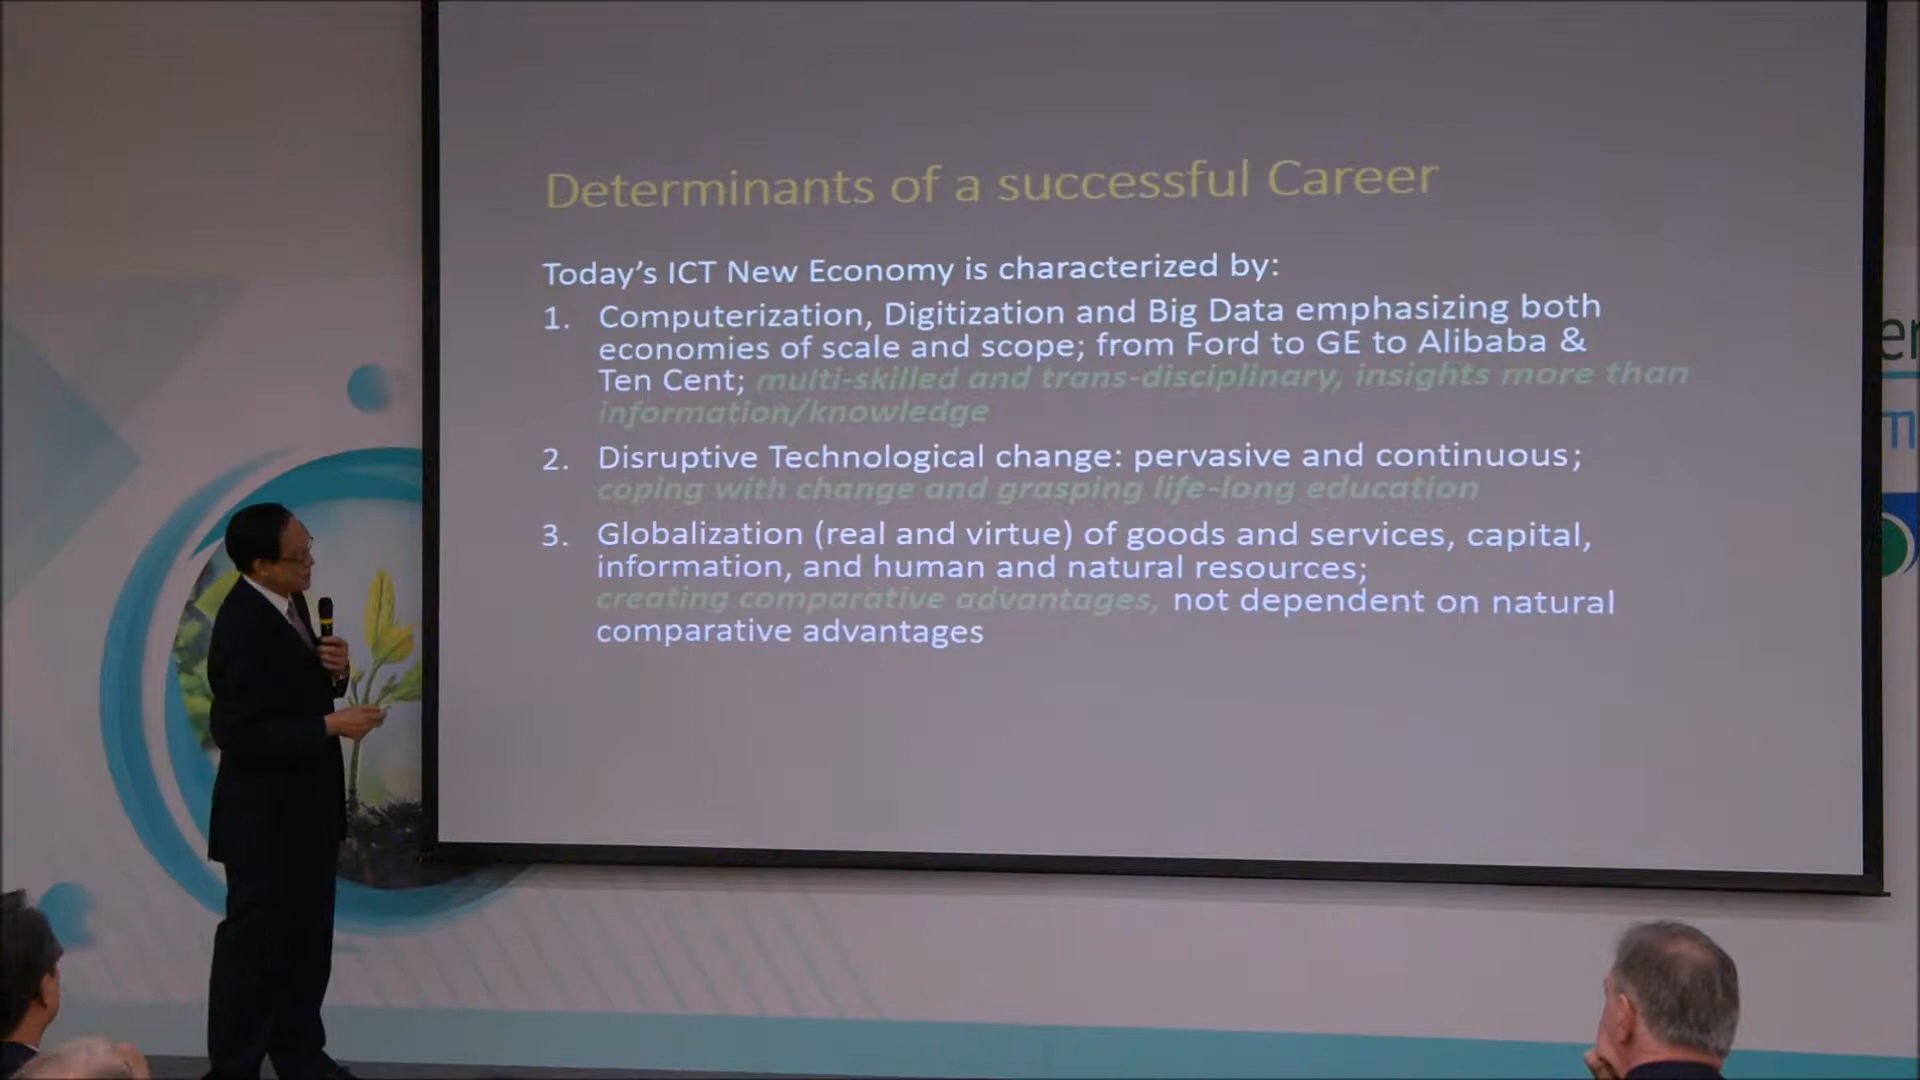 Determinants of a successful Career
Today's ICT New Economy is characterized by:
1. Computerization, Digitization and Big Data emphasizing both
economies of scale and scope; from Ford to GE to Alibaba &
Ten Cent; multi-skilled and trans-disciplinary, insights more than
information/knowledge
2. Disruptive Technological change: pervasive and continuous;
coping with change and grasping life-long education
3. Globalization (real and virtue) of goods and services, capital,
information, and human and natural resources;
creating comparative advantages, not dependent on natural
comparative advantages